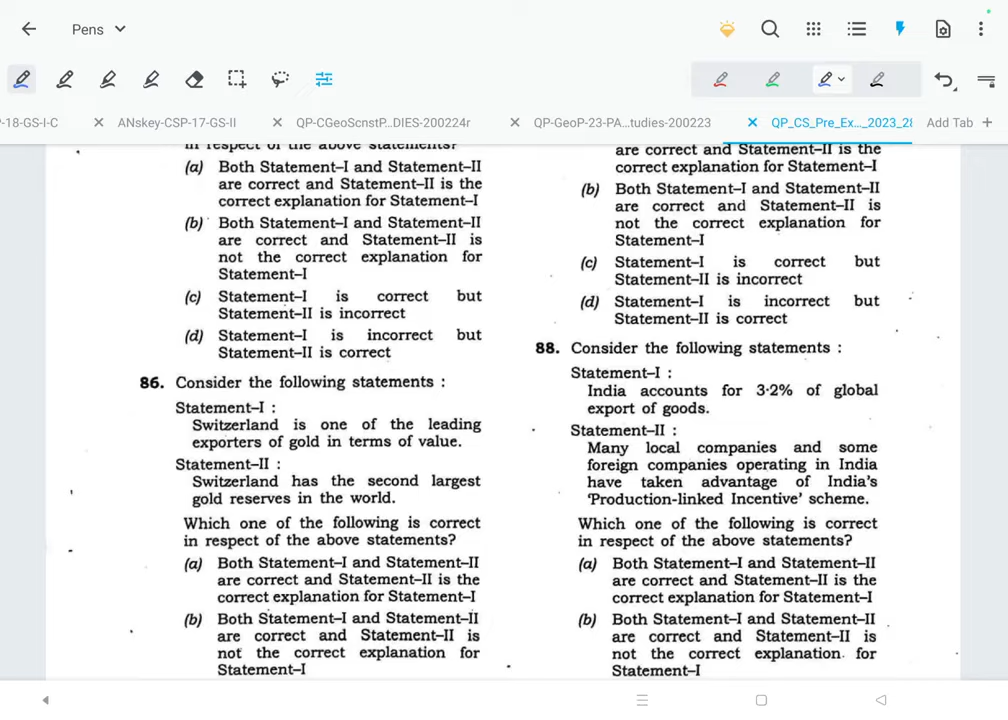 Pens
-18-GS-I-C
ANskey-CSP-17-GS-II
QP-CGeoScnstP...DIES-200224r
QP-GeoP-23-PA...tudies-200223
QP_CS_Pre_Ex..._2023_28
Add Tab
in respect of the above statements?
(a) Both Statement–I and Statement–II
are correct and Statement–II is the
correct explanation for Statement–I
(b) Both Statement–I and Statement–II
are correct and Statement–II is
not the correct explanation for
Statement–I
(c) Statement–I is correct but
Statement–II is incorrect
(d) Statement–I is incorrect but
Statement–II is correct
86. Consider the following statements :
Statement–I :
Switzerland is one of the leading
exporters of gold in terms of value.
Statement–II :
Switzerland has the second largest
gold reserves in the world.
Which one of the following is correct
in respect of the above statements?
(a) Both Statement–I and Statement–II
are correct and Statement–II is the
correct explanation for Statement–I
(b) Both Statement–I and Statement–II
are correct and Statement–II is
not the correct explanation for
Statement–I
are correct and Statement–II is the
correct explanation for Statement–I
(b) Both Statement–I and Statement–II
are correct and Statement–II is
not the correct explanation for
Statement–I
(c) Statement–I is correct but
Statement–II is incorrect
(d) Statement–I is incorrect but
Statement–II is correct
88. Consider the following statements :
Statement–I :
India accounts for 3·2% of global
export of goods.
Statement–II :
Many local companies and some
foreign companies operating in India
have taken advantage of India's
'Production-linked Incentive' scheme.
Which one of the following is correct
in respect of the above statements?
(a) Both Statement–I and Statement–II
are correct and Statement–II is the
correct explanation for Statement–I
(b) Both Statement–I and Statement–II
are correct and Statement–II is
not the correct explanation for
Statement–I